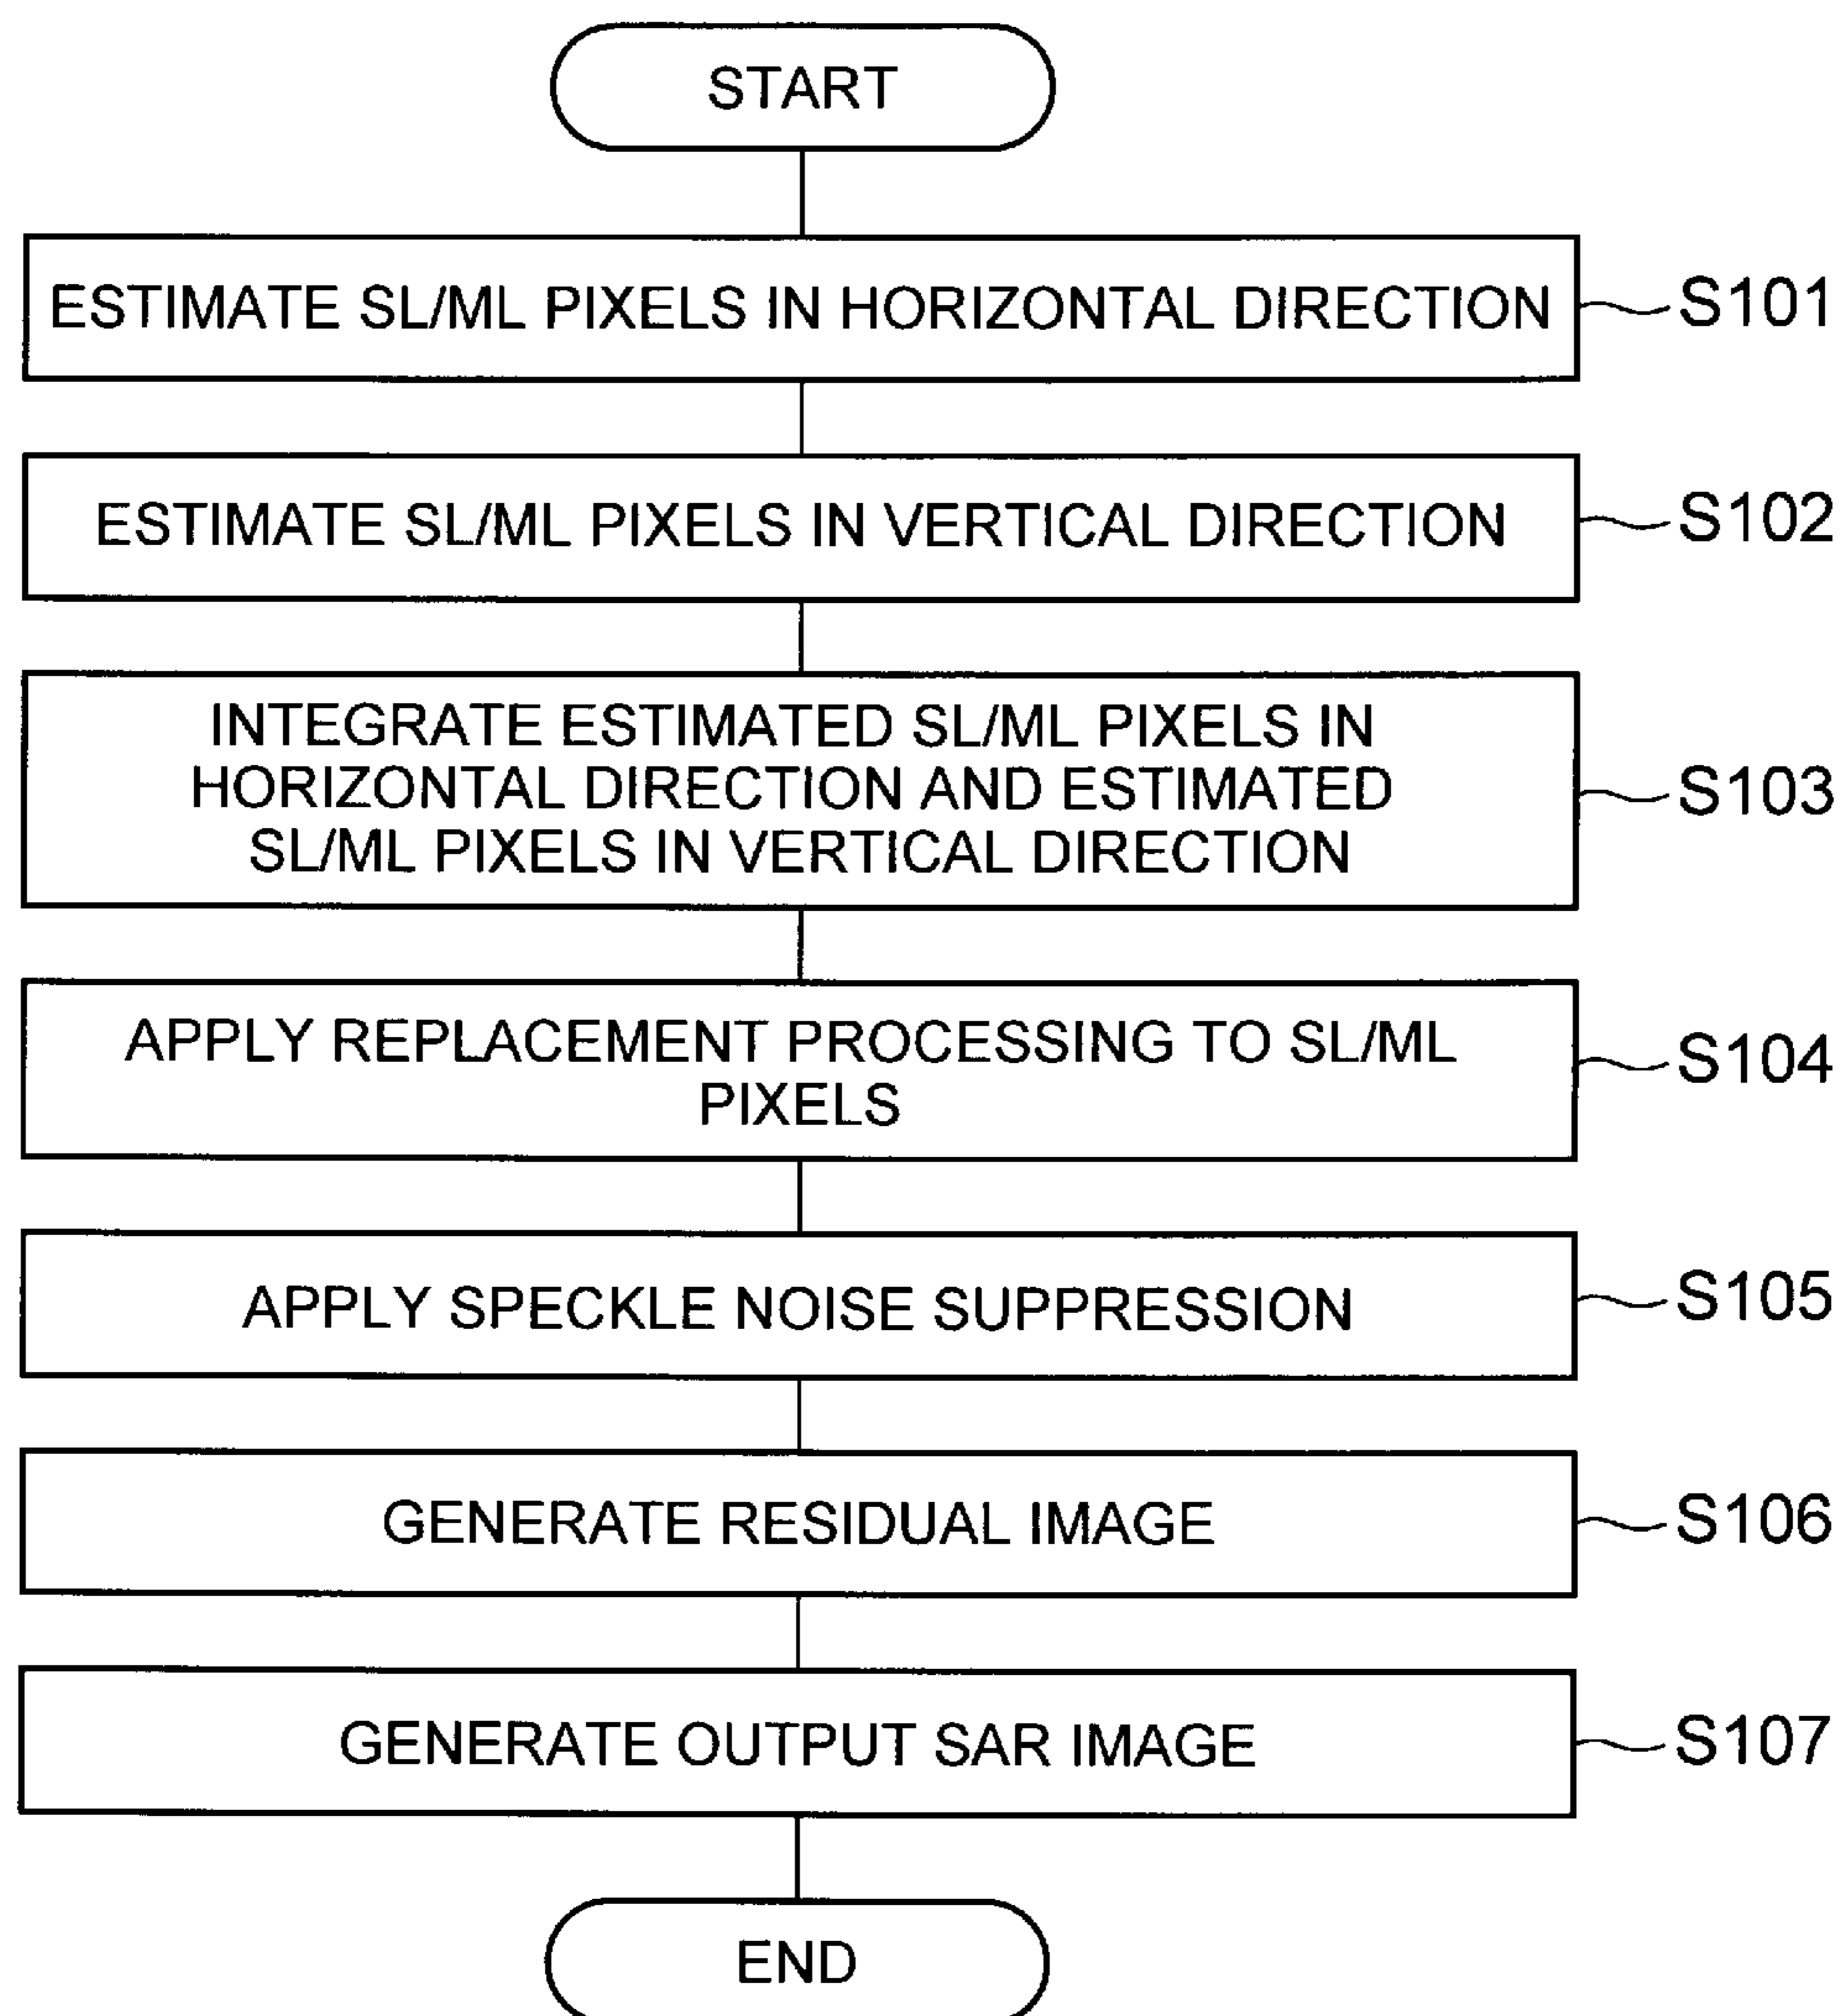 START
ESTIMATE SL/ML PIXELS IN HORIZONTAL DIRECTION
S101
ESTIMATE SL/ML PIXELS IN VERTICAL DIRECTION
S102
INTEGRATE ESTIMATED SL/ML PIXELS IN
HORIZONTAL DIRECTION AND ESTIMATED
SL/ML PIXELS IN VERTICAL DIRECTION
S103
APPLY REPLACEMENT PROCESSING TO SL/ML
PIXELS
S104
APPLY SPECKLE NOISE SUPPRESSION
S105
GENERATE RESIDUAL IMAGE
S106
GENERATE OUTPUT SAR IMAGE
S107
END